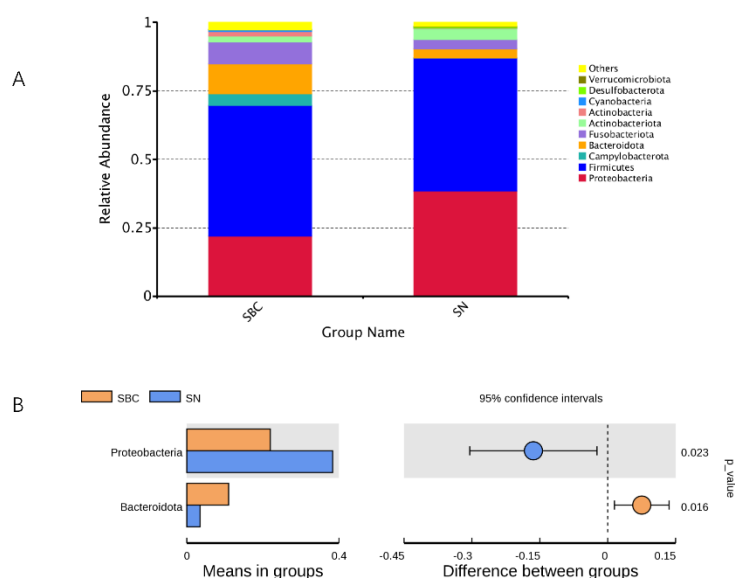 A
1
0.75
0.5
0.25
0
Relative Abundance
SBC
SN
Group Name
Others
Verrucomicrobiota
Desulfobacterota
Cyanobacteria
Actinobacteria
Actinobacteriota
Fusobacteriota
Bacteroidota
Campylobacterota
Firmicutes
Proteobacteria
B
SBC SN
95% confidence intervals
Proteobacteria
0.023
Bacteroidota
0.016
p_value
0 0.4
-0.45 -0.3 -0.15 0 0.15
Means in groups
Difference between groups